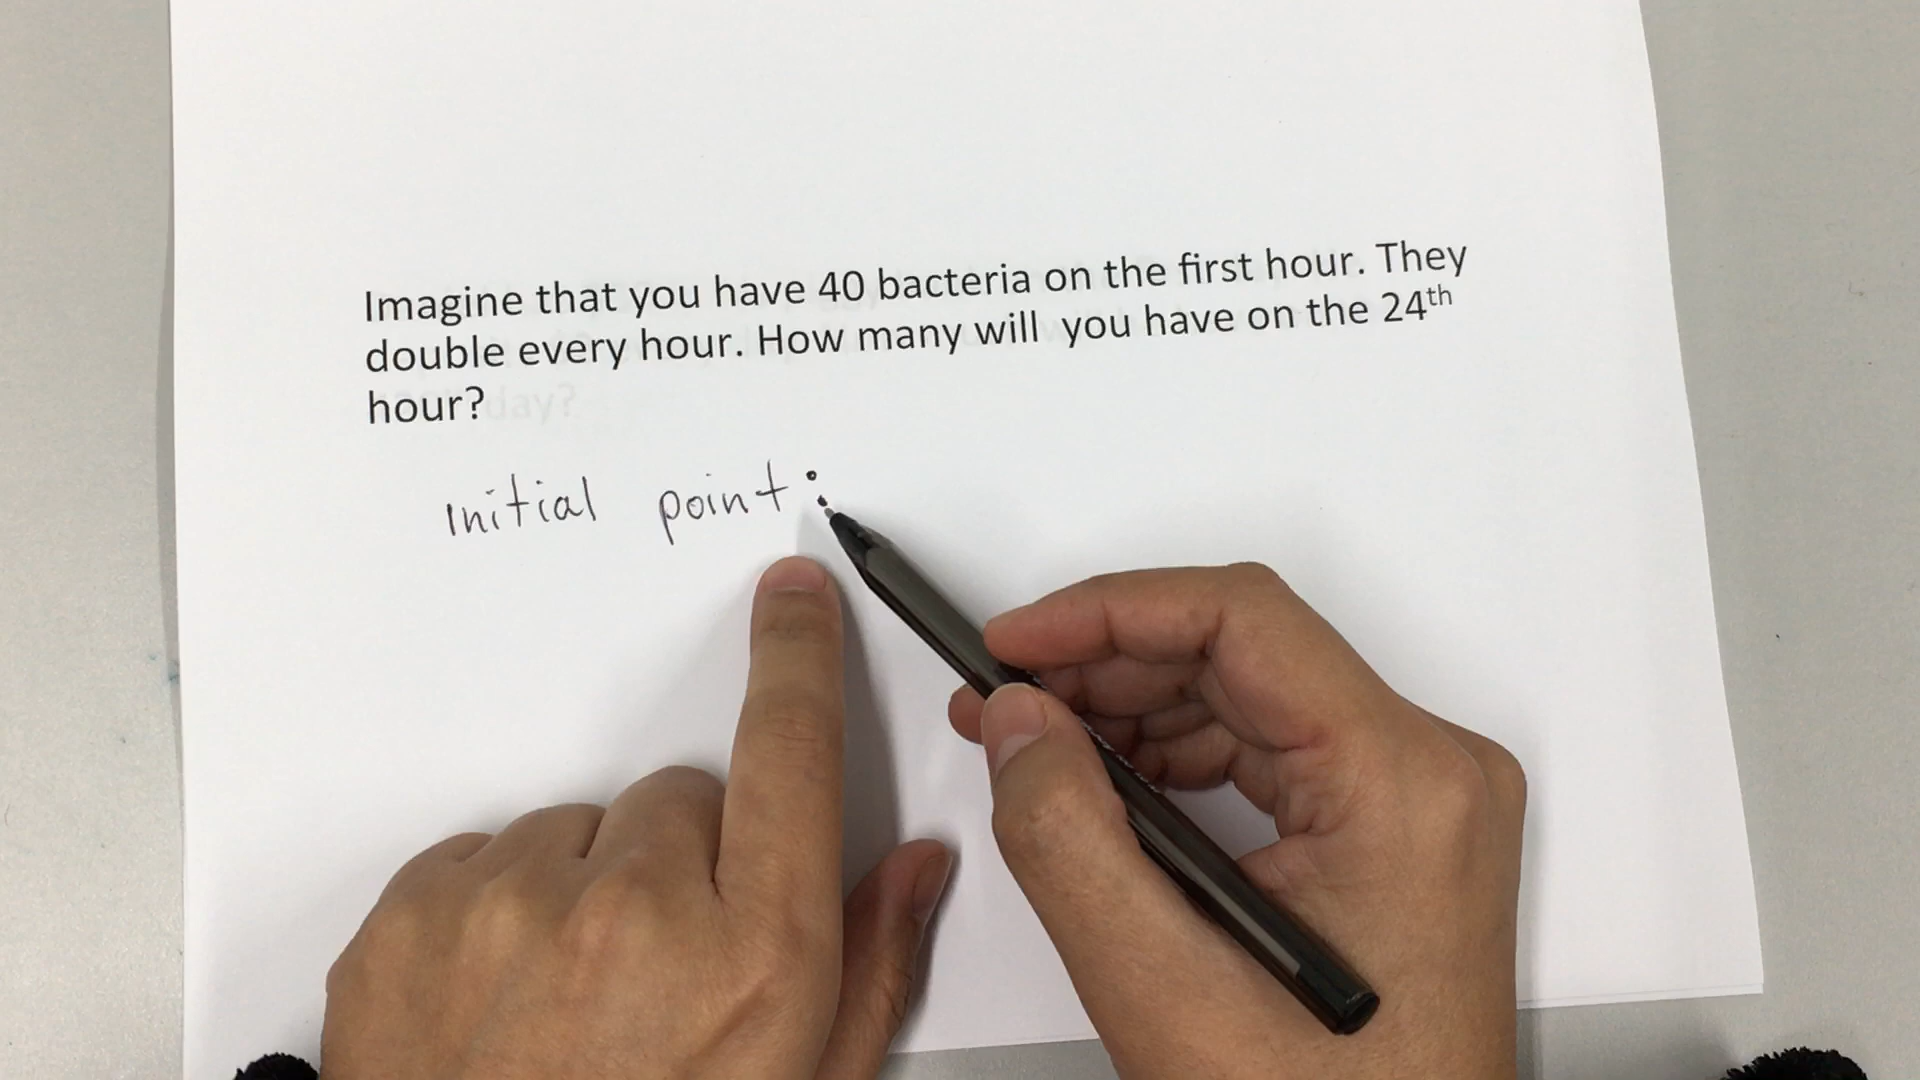 Imagine that you have 40 bacteria on the first hour. They
double every hour. How many will you have on the 24th
hour?
Initial point: